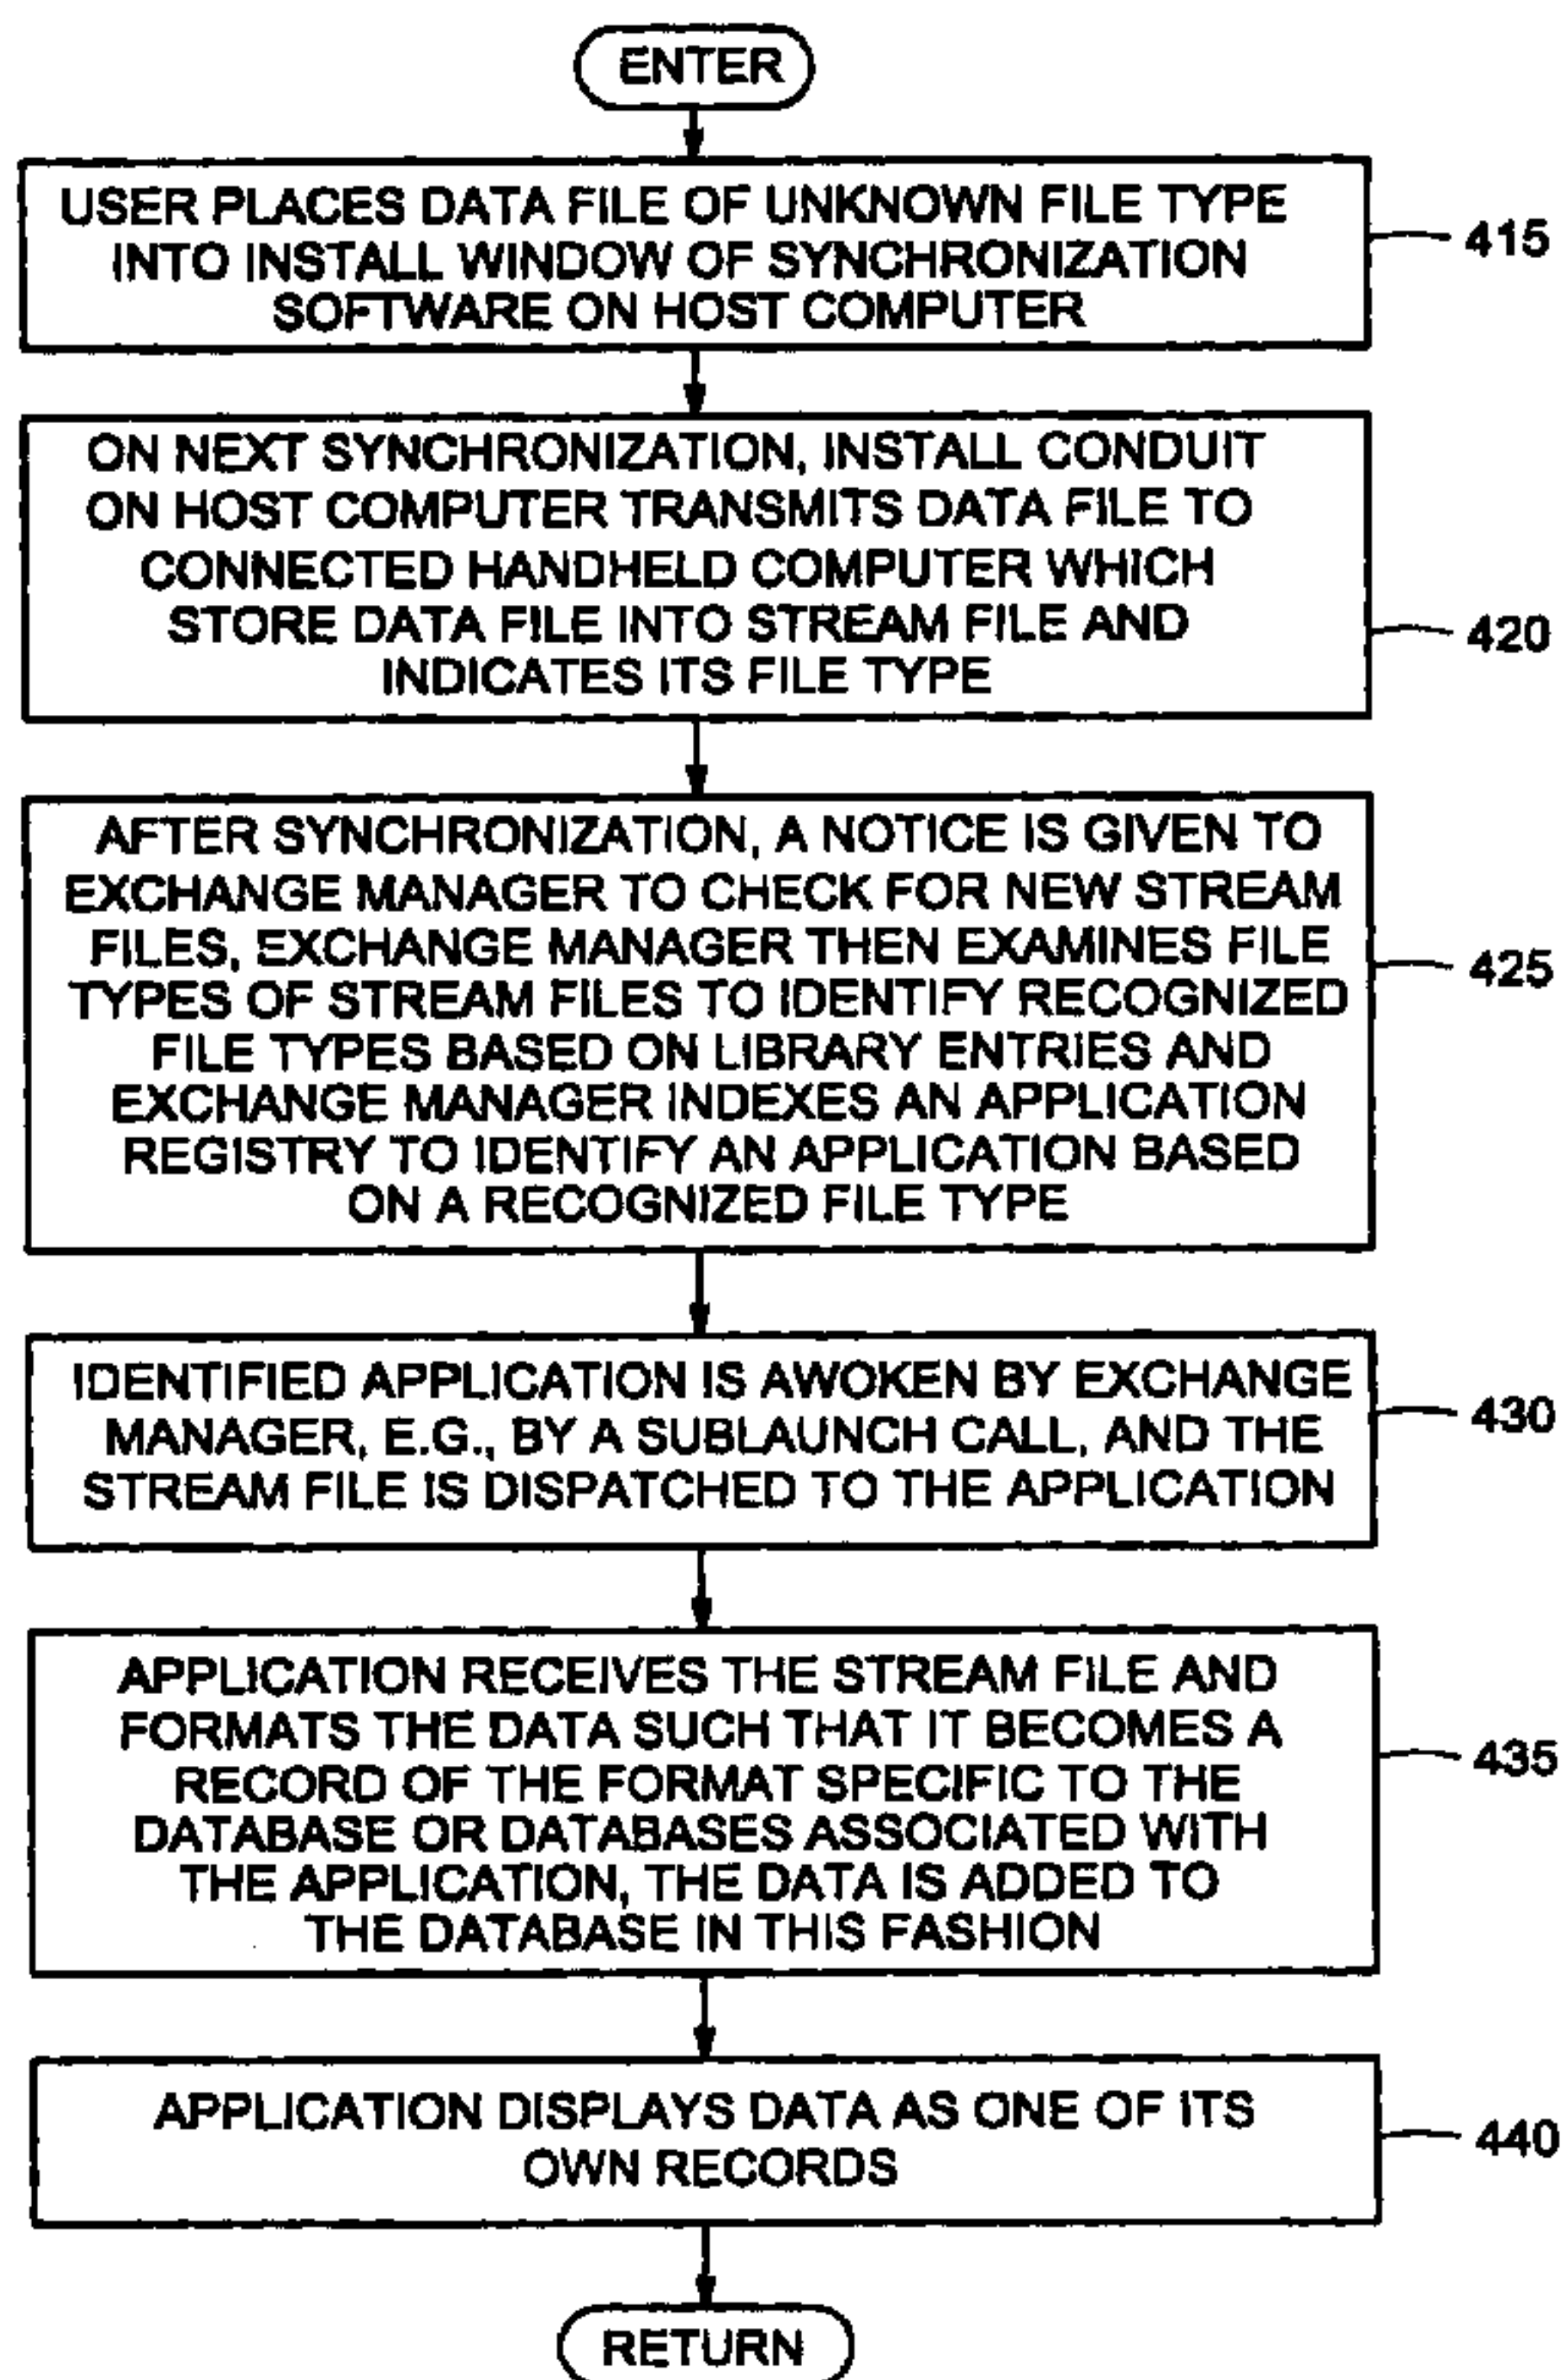 ENTER
USER PLACES DATA FILE OF UNKNOWN FILE TYPE
INTO INSTALL WINDOW OF SYNCHRONIZATION
SOFTWARE ON HOST COMPUTER
415
ON NEXT SYNCHRONIZATION, INSTALL CONDUIT
ON HOST COMPUTER TRANSMITS DATA FILE TO
CONNECTED HANDHELD COMPUTER WHICH
STORE DATA FILE INTO STREAM FILE AND
INDICATES ITS FILE TYPE
420
AFTER SYNCHRONIZATION, A NOTICE IS GIVEN TO
EXCHANGE MANAGER TO CHECK FOR NEW STREAM
FILES, EXCHANGE MANAGER THEN EXAMINES FILE
TYPES OF STREAM FILES TO IDENTIFY RECOGNIZED
FILE TYPES BASED ON LIBRARY ENTRIES AND
EXCHANGE MANAGER INDEXES AN APPLICATION
REGISTRY TO IDENTIFY AN APPLICATION BASED
ON A RECOGNIZED FILE TYPE
425
IDENTIFIED APPLICATION IS AWOKEN BY EXCHANGE
MANAGER, E.G., BY A SUBLAUNCH CALL, AND THE
STREAM FILE IS DISPATCHED TO THE APPLICATION
430
APPLICATION RECEIVES THE STREAM FILE AND
FORMATS THE DATA SUCH THAT IT BECOMES A
RECORD OF THE FORMAT SPECIFIC TO THE
DATABASE OR DATABASES ASSOCIATED WITH
THE APPLICATION, THE DATA IS ADDED TO
THE DATABASE IN THIS FASHION
435
APPLICATION DISPLAYS DATA AS ONE OF ITS
OWN RECORDS
440
RETURN